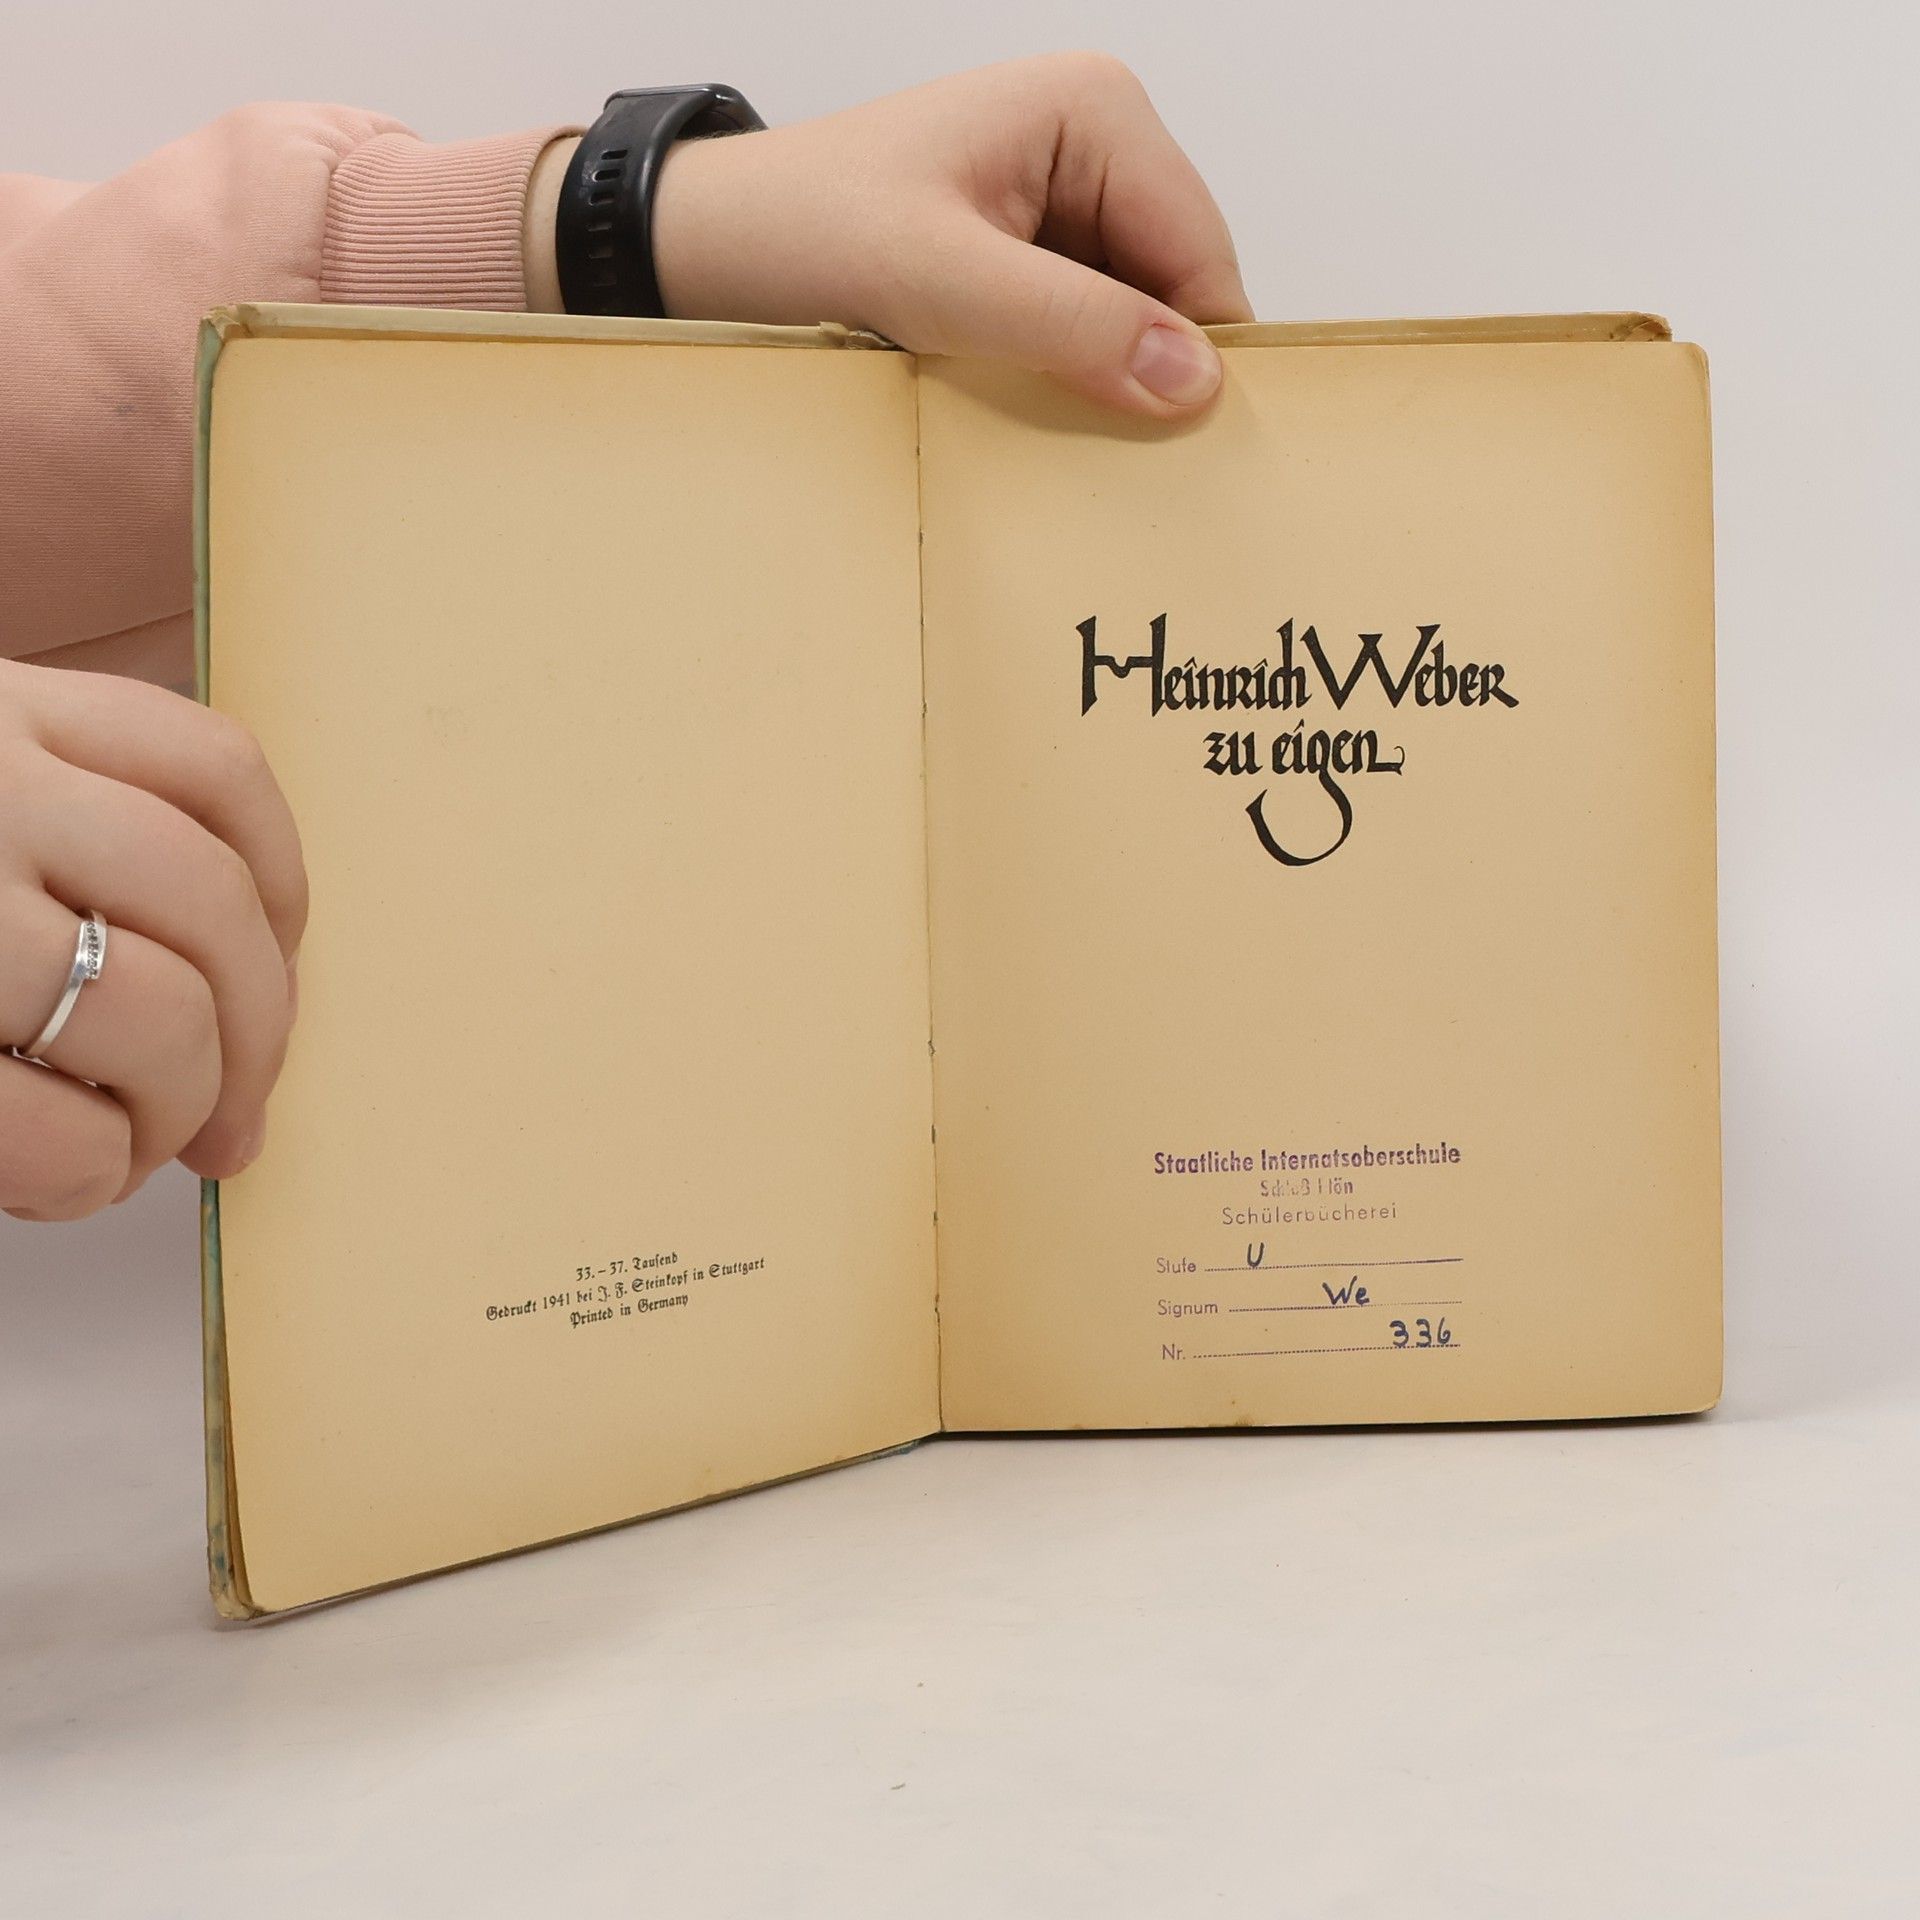 33.–37. Tausend
Gedruckt 1941 bei J. F. Steinkopf in Stuttgart
Printed in Germany
Heinrich Weber
zu eigen
Staatliche Internatsoberschule
Schloß Plön
Schülerbücherei
Stufe U
Signum We
Nr. 336